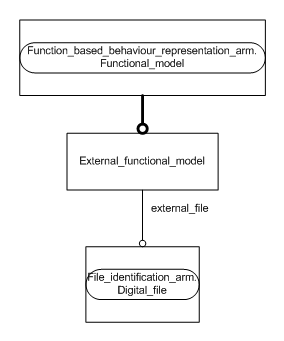 Function_based_behaviour_representation_arm.
Functional_model
External_functional_model
external_file
File_identification_arm.
Digital_file